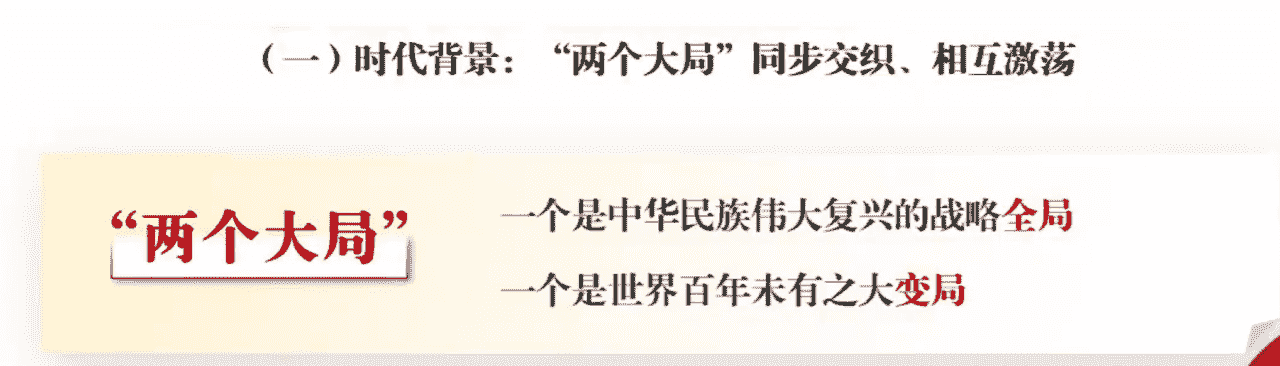 （一）时代背景：“两个大局”同步交织、相互激荡
“两个大局”
一个是中华民族伟大复兴的战略全局
一个是世界百年未有之大变局